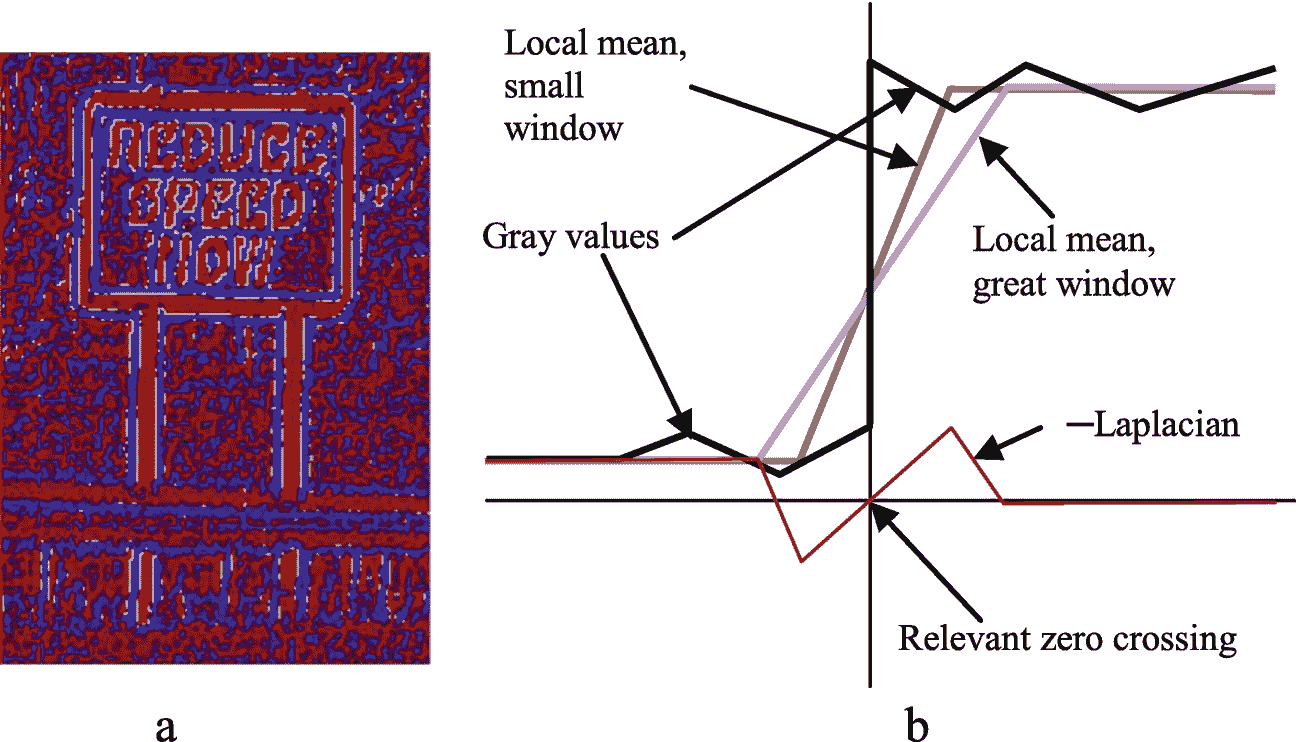 REDUCE
SPEED
NOW
a
Local mean,
small
window
Gray values
Local mean,
great window
−Laplacian
Relevant zero crossing
b